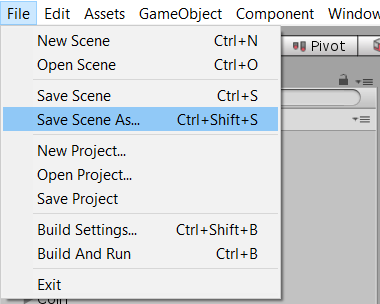 File Edit Assets GameObject Component Window
Pivot
New Scene Ctrl+N
Open Scene Ctrl+O
Save Scene Ctrl+S
Save Scene As... Ctrl+Shift+S
New Project...
Open Project...
Save Project
Build Settings... Ctrl+Shift+B
Build And Run Ctrl+B
Exit